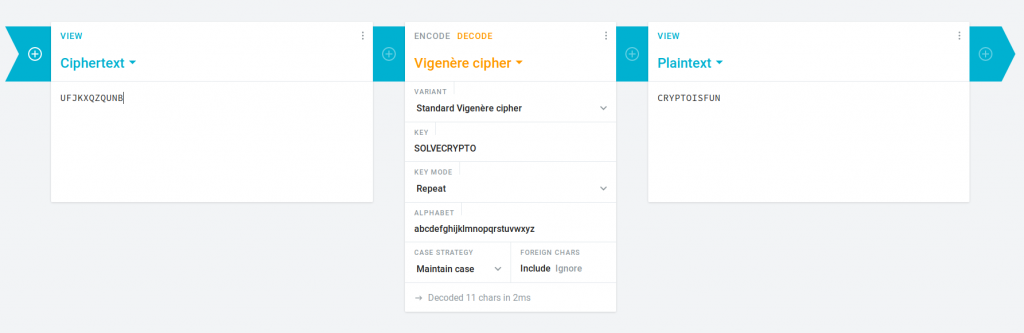 VIEW
Ciphertext
UFJKXQZQUNB
ENCODE DECODE
Vigenère cipher
VARIANT
Standard Vigenère cipher
KEY
SOLVECRYPTO
KEY MODE
Repeat
ALPHABET
abcdefghijklmnopqrstuvwxyz
CASE STRATEGY
Maintain case
FOREIGN CHARS
Include Ignore
→ Decoded 11 chars in 2ms
VIEW
Plaintext
CRYPTOISFUN